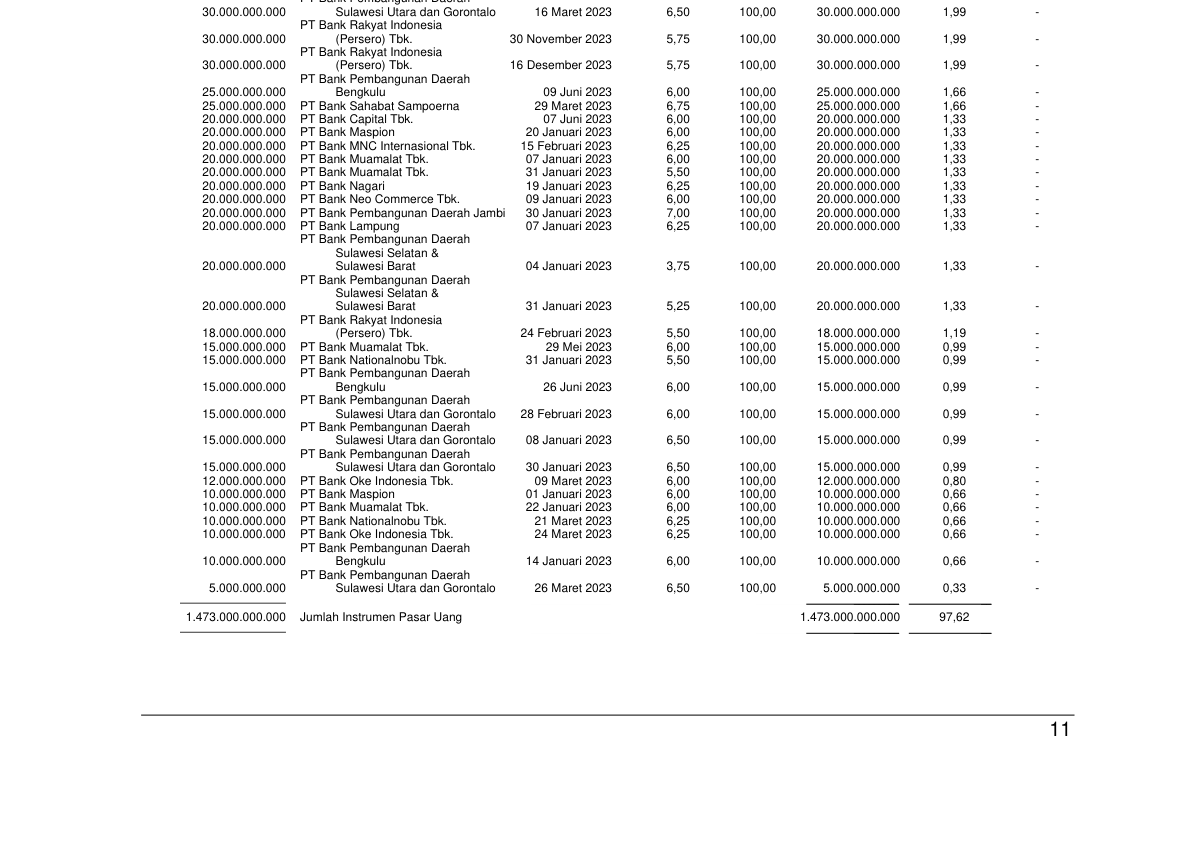 PT Bank Pembangunan Daerah
30.000.000.000 Sulawesi Utara dan Gorontalo 16 Maret 2023 6,50 100,00 30.000.000.000 1,99 -
PT Bank Rakyat Indonesia
30.000.000.000 (Persero) Tbk. 30 November 2023 5,75 100,00 30.000.000.000 1,99 -
PT Bank Rakyat Indonesia
30.000.000.000 (Persero) Tbk. 16 Desember 2023 5,75 100,00 30.000.000.000 1,99 -
PT Bank Pembangunan Daerah
25.000.000.000 Bengkulu 09 Juni 2023 6,00 100,00 25.000.000.000 1,66 -
25.000.000.000 PT Bank Sahabat Sampoerna 29 Maret 2023 6,75 100,00 25.000.000.000 1,66 -
20.000.000.000 PT Bank Capital Tbk. 07 Juni 2023 6,00 100,00 20.000.000.000 1,33 -
20.000.000.000 PT Bank Maspion 20 Januari 2023 6,00 100,00 20.000.000.000 1,33 -
20.000.000.000 PT Bank MNC Internasional Tbk. 15 Februari 2023 6,25 100,00 20.000.000.000 1,33 -
20.000.000.000 PT Bank Muamalat Tbk. 07 Januari 2023 6,00 100,00 20.000.000.000 1,33 -
20.000.000.000 PT Bank Muamalat Tbk. 31 Januari 2023 5,50 100,00 20.000.000.000 1,33 -
20.000.000.000 PT Bank Nagari 19 Januari 2023 6,25 100,00 20.000.000.000 1,33 -
20.000.000.000 PT Bank Neo Commerce Tbk. 09 Januari 2023 6,00 100,00 20.000.000.000 1,33 -
20.000.000.000 PT Bank Pembangunan Daerah Jambi 30 Januari 2023 7,00 100,00 20.000.000.000 1,33 -
20.000.000.000 PT Bank Lampung 07 Januari 2023 6,25 100,00 20.000.000.000 1,33 -
PT Bank Pembangunan Daerah
Sulawesi Selatan &
20.000.000.000 Sulawesi Barat 04 Januari 2023 3,75 100,00 20.000.000.000 1,33 -
PT Bank Pembangunan Daerah
Sulawesi Selatan &
20.000.000.000 Sulawesi Barat 31 Januari 2023 5,25 100,00 20.000.000.000 1,33 -
PT Bank Rakyat Indonesia
18.000.000.000 (Persero) Tbk. 24 Februari 2023 5,50 100,00 18.000.000.000 1,19 -
15.000.000.000 PT Bank Muamalat Tbk. 29 Mei 2023 6,00 100,00 15.000.000.000 0,99 -
15.000.000.000 PT Bank Nationalnobu Tbk. 31 Januari 2023 5,50 100,00 15.000.000.000 0,99 -
PT Bank Pembangunan Daerah
15.000.000.000 Bengkulu 26 Juni 2023 6,00 100,00 15.000.000.000 0,99 -
PT Bank Pembangunan Daerah
15.000.000.000 Sulawesi Utara dan Gorontalo 28 Februari 2023 6,00 100,00 15.000.000.000 0,99 -
PT Bank Pembangunan Daerah
15.000.000.000 Sulawesi Utara dan Gorontalo 08 Januari 2023 6,50 100,00 15.000.000.000 0,99 -
PT Bank Pembangunan Daerah
15.000.000.000 Sulawesi Utara dan Gorontalo 30 Januari 2023 6,50 100,00 15.000.000.000 0,99 -
12.000.000.000 PT Bank Oke Indonesia Tbk. 09 Maret 2023 6,00 100,00 12.000.000.000 0,80 -
10.000.000.000 PT Bank Maspion 01 Januari 2023 6,00 100,00 10.000.000.000 0,66 -
10.000.000.000 PT Bank Muamalat Tbk. 22 Januari 2023 6,00 100,00 10.000.000.000 0,66 -
10.000.000.000 PT Bank Nationalnobu Tbk. 21 Maret 2023 6,25 100,00 10.000.000.000 0,66 -
10.000.000.000 PT Bank Oke Indonesia Tbk. 24 Maret 2023 6,25 100,00 10.000.000.000 0,66 -
PT Bank Pembangunan Daerah
10.000.000.000 Bengkulu 14 Januari 2023 6,00 100,00 10.000.000.000 0,66 -
PT Bank Pembangunan Daerah
5.000.000.000 Sulawesi Utara dan Gorontalo 26 Maret 2023 6,50 100,00 5.000.000.000 0,33 -
1.473.000.000.000 Jumlah Instrumen Pasar Uang 1.473.000.000.000 97,62
11